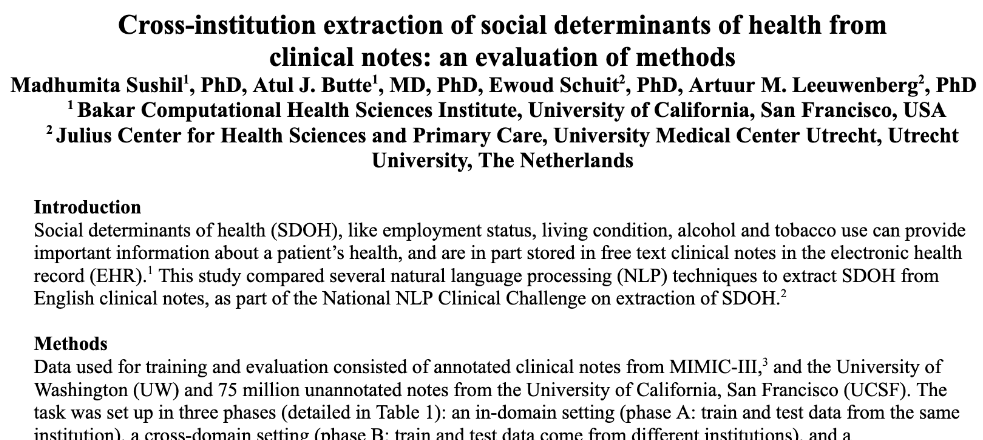 Cross-institution extraction of social determinants of health from
clinical notes: an evaluation of methods
Madhumita Sushil¹, PhD, Atul J. Butte¹, MD, PhD, Ewoud Schuit², PhD, Artuur M. Leeuwenberg², PhD
¹ Bakar Computational Health Sciences Institute, University of California, San Francisco, USA
² Julius Center for Health Sciences and Primary Care, University Medical Center Utrecht, Utrecht
University, The Netherlands
Introduction
Social determinants of health (SDOH), like employment status, living condition, alcohol and tobacco use can provide
important information about a patient's health, and are in part stored in free text clinical notes in the electronic health
record (EHR).¹ This study compared several natural language processing (NLP) techniques to extract SDOH from
English clinical notes, as part of the National NLP Clinical Challenge on extraction of SDOH.²
Methods
Data used for training and evaluation consisted of annotated clinical notes from MIMIC-III,³ and the University of
Washington (UW) and 75 million unannotated notes from the University of California, San Francisco (UCSF). The
task was set up in three phases (detailed in Table 1): an in-domain setting (phase A: train and test data from the same
institution), a cross-domain setting (phase B: train and test data come from different institutions), and a